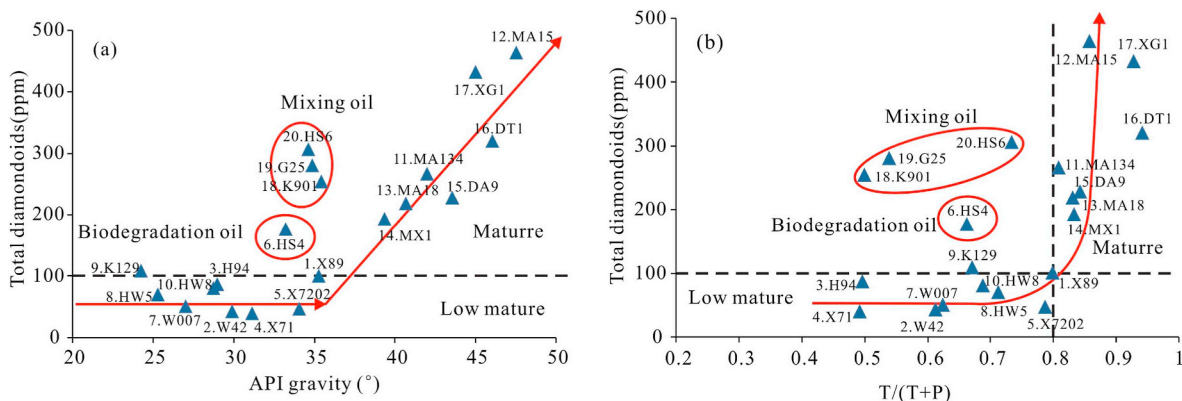 (a)
500
400
300
200
100
0
Total diamondoids(ppm)
12.MA15
17.XG1
Mixing oil
20.HS6
16.DT1
19.G25
11.MA134
18.K901
13.MA18
15.DA9
6.HS4
14.MX1
Biodegradation oil
Maturre
9.K129
3.H94
1.X89
10.HW8
8.HW5
5.X7202
Low mature
7.W007
2.W42
4.X71
20 25 30 35 40 45 50
API gravity (°)
(b)
500
400
300
200
100
0
Total diamondoids(ppm)
12.MA15
17.XG1
Mixing oil
20.HS6
16.DT1
19.G25
18.K901
11.MA134
15.DA9
6.HS4
13.MA18
Biodegradation oil
14.MX1
Maturre
9.K129
Low mature
3.H94
10.HW8
1.X89
7.W007
4.X71
2.W42
8.HW5
5.X7202
0.2 0.4 0.5 0.6 0.7 0.8 0.9 1
T/(T+P)